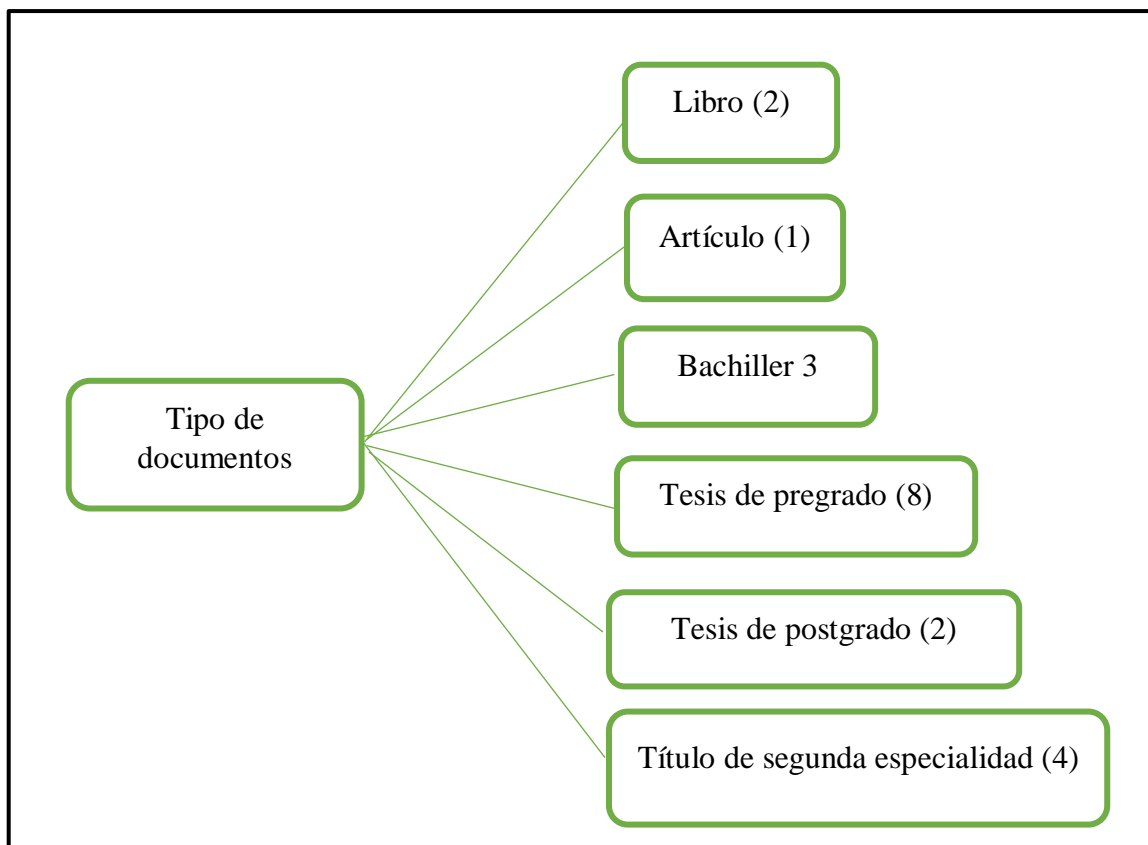 Libro (2)
Artículo (1)
Bachiller 3
Tipo de
documentos
Tesis de pregrado (8)
Tesis de postgrado (2)
Título de segunda especialidad (4)